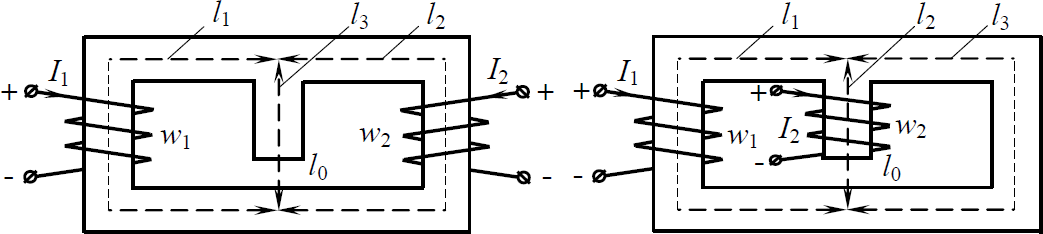 l1 l3 l2
I1 I2
+ + -
- w1 w2 l0
l1 l2 l3
I1 I2
+ + -
- w1 w2 l0